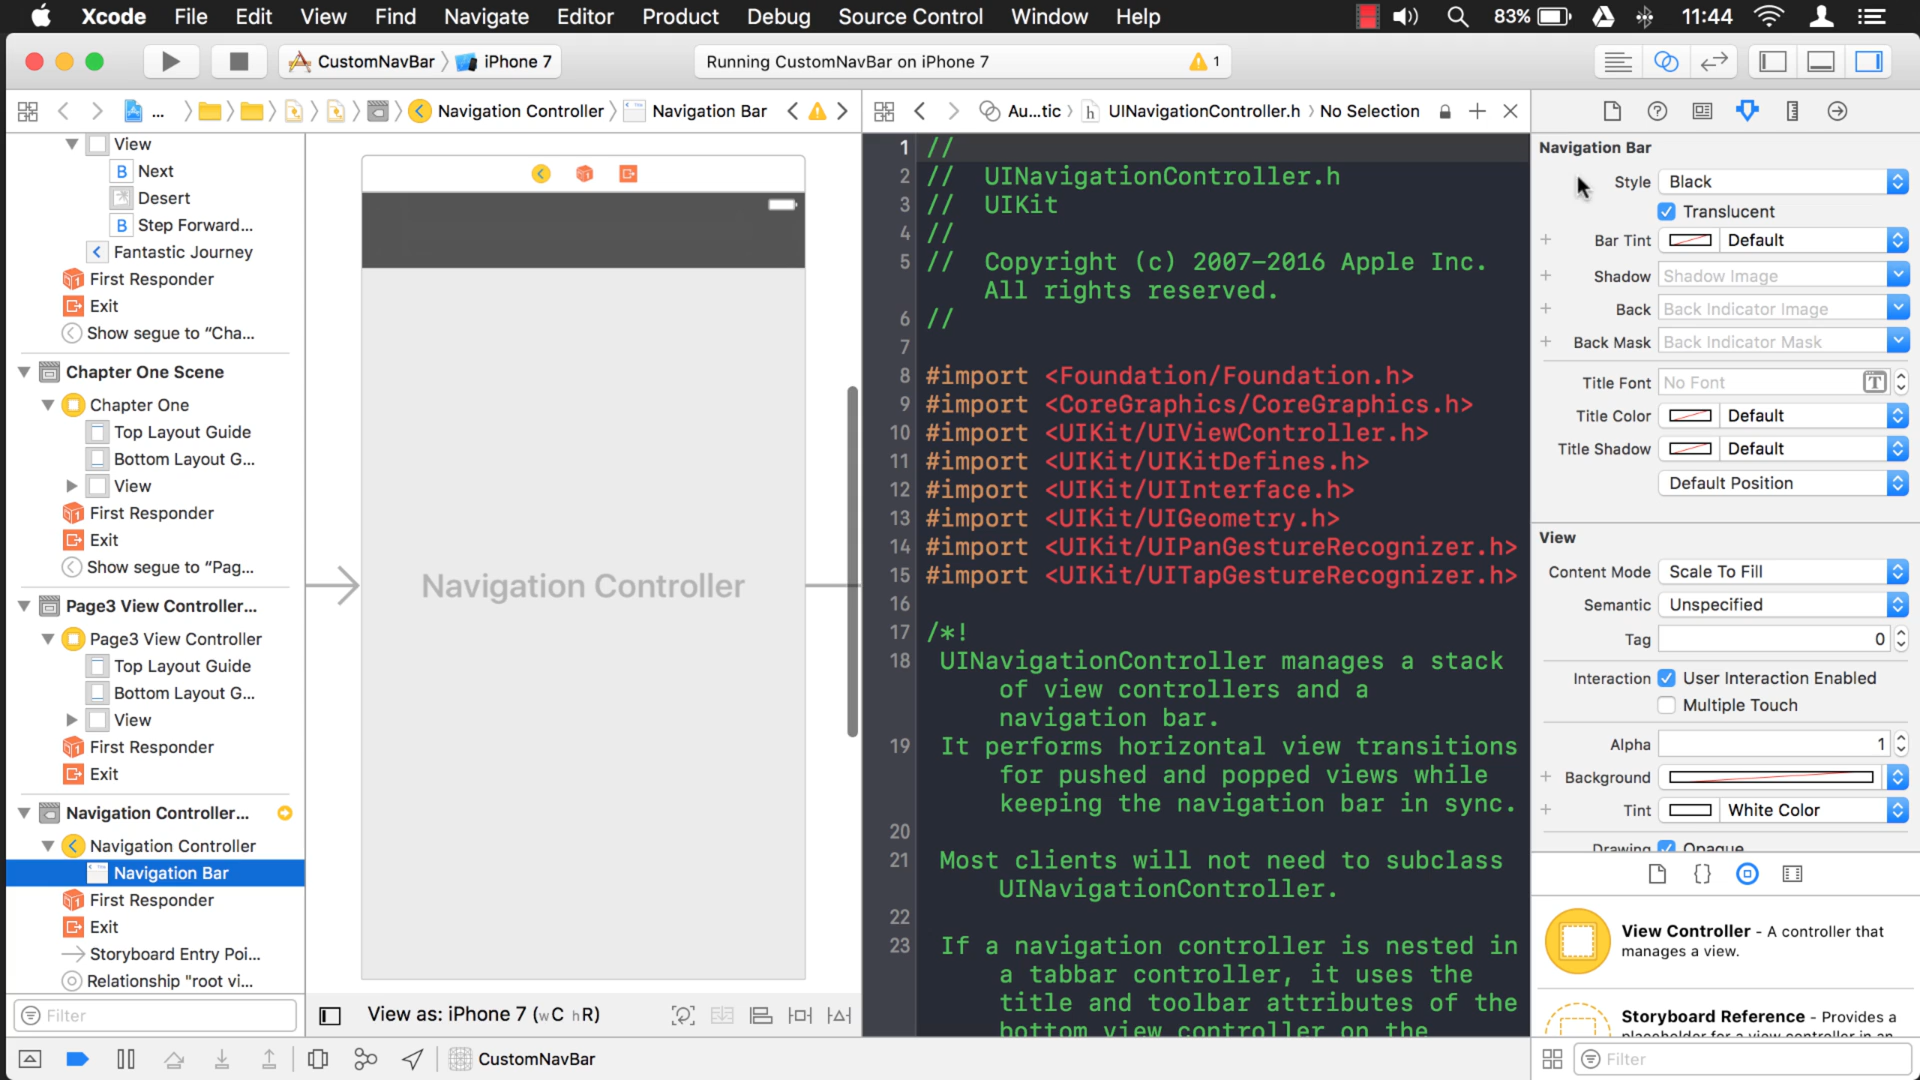 Xcode File Edit View Find Navigate Editor Product Debug Source Control Window Help 83% 11:44
CustomNavBar iPhone 7 Running CustomNavBar on iPhone 7 1
... Navigation Controller Navigation Bar
Au...tic UINavigationController.h No Selection
View
Next
Desert
Step Forward...
Fantastic Journey
First Responder
Exit
Show segue to “Cha...
Chapter One Scene
Chapter One
Top Layout Guide
Bottom Layout G...
View
First Responder
Exit
Show segue to “Pag...
Page3 View Controller...
Page3 View Controller
Top Layout Guide
Bottom Layout G...
View
First Responder
Exit
Navigation Controller...
Navigation Controller
Navigation Bar
First Responder
Exit
Storyboard Entry Poi...
Relationship "root vi...
Filter
Navigation Controller
View as: iPhone 7 (wC hR)
CustomNavBar
1 //
2 // UINavigationController.h
3 // UIKit
4 //
5 // Copyright (c) 2007-2016 Apple Inc.
All rights reserved.
6 //
7
8 #import <Foundation/Foundation.h>
9 #import <CoreGraphics/CoreGraphics.h>
10 #import <UIKit/UIViewController.h>
11 #import <UIKit/UIKitDefines.h>
12 #import <UIKit/UIInterface.h>
13 #import <UIKit/UIGeometry.h>
14 #import <UIKit/UIPanGestureRecognizer.h>
15 #import <UIKit/UITapGestureRecognizer.h>
16
17 /*!
18 UINavigationController manages a stack
of view controllers and a
navigation bar.
19 It performs horizontal view transitions
for pushed and popped views while
keeping the navigation bar in sync.
20
21 Most clients will not need to subclass
UINavigationController.
22
23 If a navigation controller is nested in
a tabbar controller, it uses the
title and toolbar attributes of the
bottom view controller on the
Navigation Bar
Style Black
Translucent
Bar Tint Default
Shadow Shadow Image
Back Back Indicator Image
Back Mask Back Indicator Mask
Title Font No Font
Title Color Default
Title Shadow Default
Default Position
View
Content Mode Scale To Fill
Semantic Unspecified
Tag 0
Interaction User Interaction Enabled
Multiple Touch
Alpha 1
Background
Tint White Color
Drawing Opaque
View Controller - A controller that
manages a view.
Storyboard Reference - Provides a
placeholder for a view controller in an
Filter